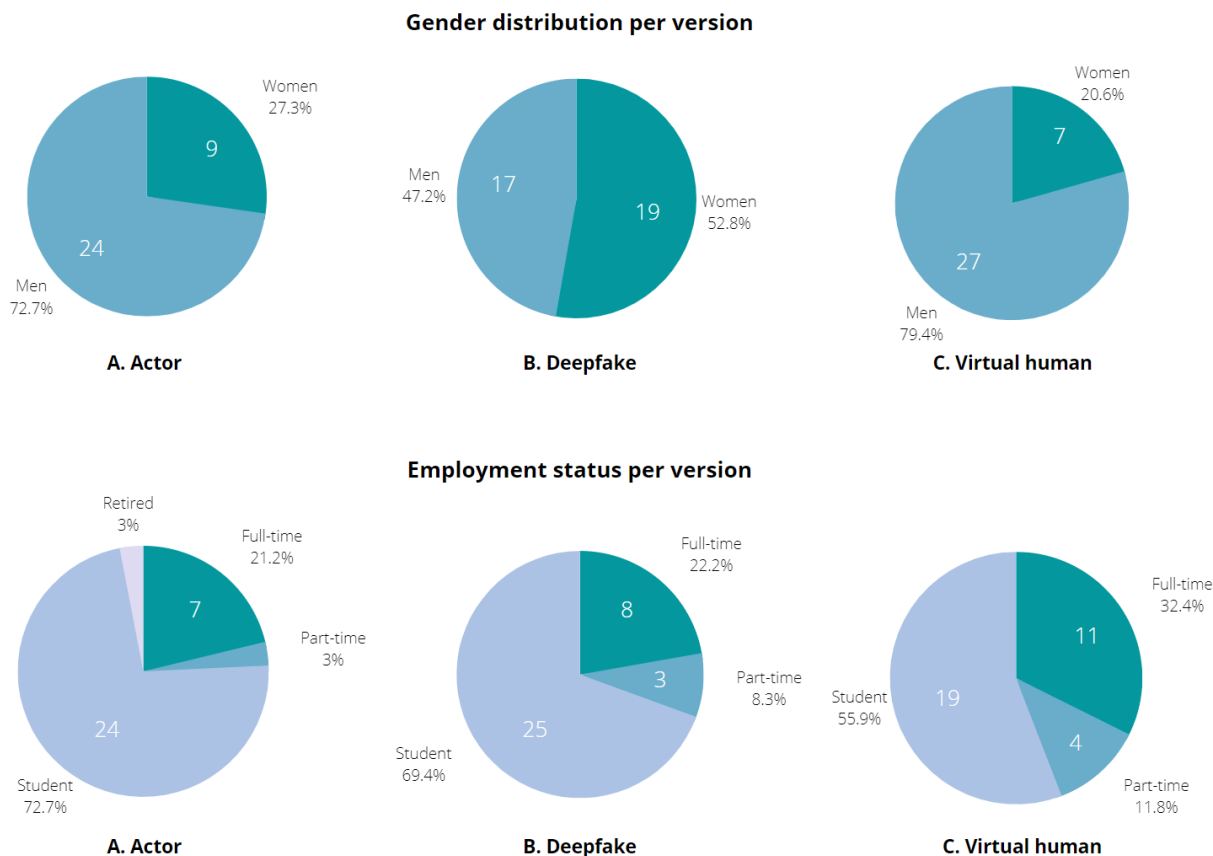 Gender distribution per version
Women
27.3%
9
24
Men
72.7%
A. Actor
Men
47.2%
17
19
Women
52.8%
B. Deepfake
Women
20.6%
7
27
Men
79.4%
C. Virtual human
Employment status per version
Retired
3%
Full-time
21.2%
7
Part-time
3%
24
Student
72.7%
A. Actor
Full-time
22.2%
8
3
Part-time
8.3%
25
Student
69.4%
B. Deepfake
Full-time
32.4%
11
Student
55.9%
19
4
Part-time
11.8%
C. Virtual human